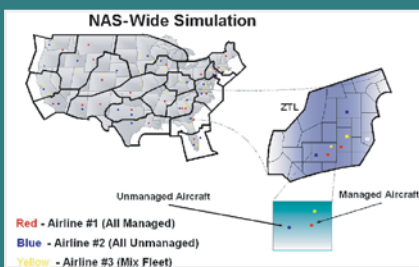 NAS-Wide Simulation
ZTL
Unmanaged Aircraft
Managed Aircraft
Red - Airline #1 (All Managed)
Blue - Airline #2 (All Unmanaged)
Yellow - Airline #3 (Mix Fleet)